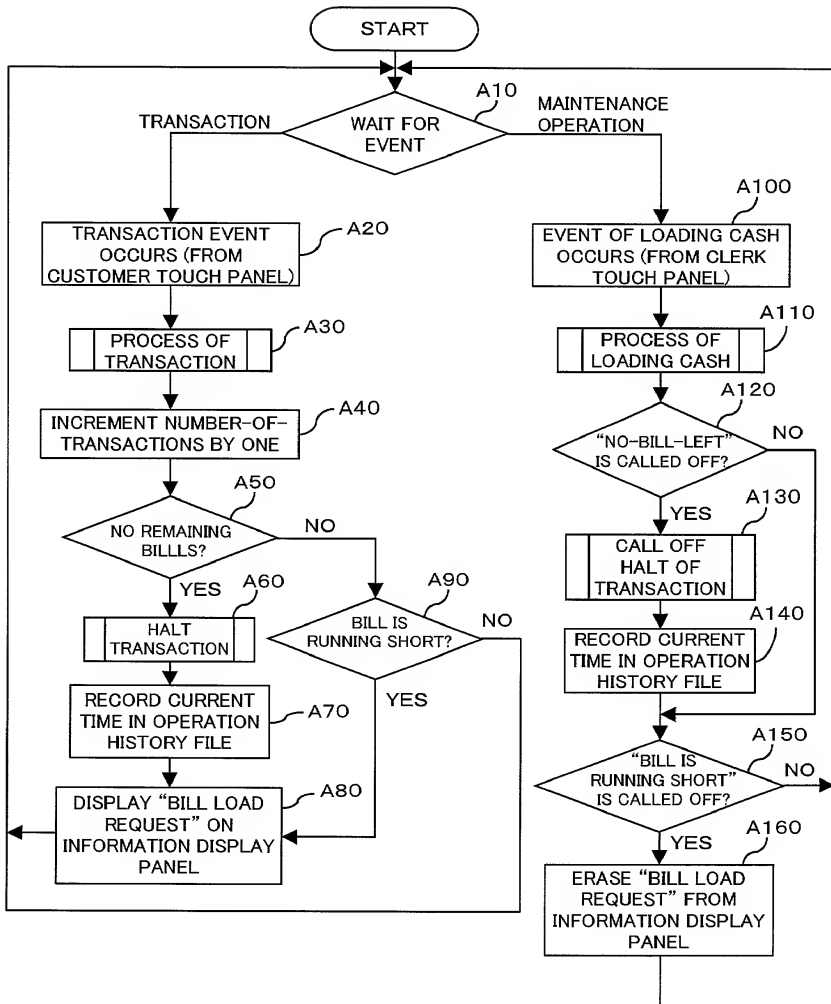 START
A10
TRANSACTION
WAIT FOR
EVENT
MAINTENANCE
OPERATION
A20
TRANSACTION EVENT
OCCURS (FROM
CUSTOMER TOUCH PANEL)
A30
PROCESS OF
TRANSACTION
A40
INCREMENT NUMBER-OF-
TRANSACTIONS BY ONE
A50
NO REMAINING
BILLLS?
NO
YES
A60
HALT
TRANSACTION
A90
BILL IS
RUNNING SHORT?
NO
YES
A70
RECORD CURRENT
TIME IN OPERATION
HISTORY FILE
A80
DISPLAY “BILL LOAD
REQUEST” ON
INFORMATION DISPLAY
PANEL
A100
EVENT OF LOADING CASH
OCCURS (FROM CLERK
TOUCH PANEL)
A110
PROCESS OF
LOADING CASH
A120
“NO-BILL-LEFT”
IS CALLED OFF?
NO
YES
A130
CALL OFF
HALT OF
TRANSACTION
A140
RECORD CURRENT
TIME IN OPERATION
HISTORY FILE
A150
“BILL IS
RUNNING SHORT”
IS CALLED OFF?
NO
YES
A160
ERASE “BILL LOAD
REQUEST” FROM
INFORMATION DISPLAY
PANEL